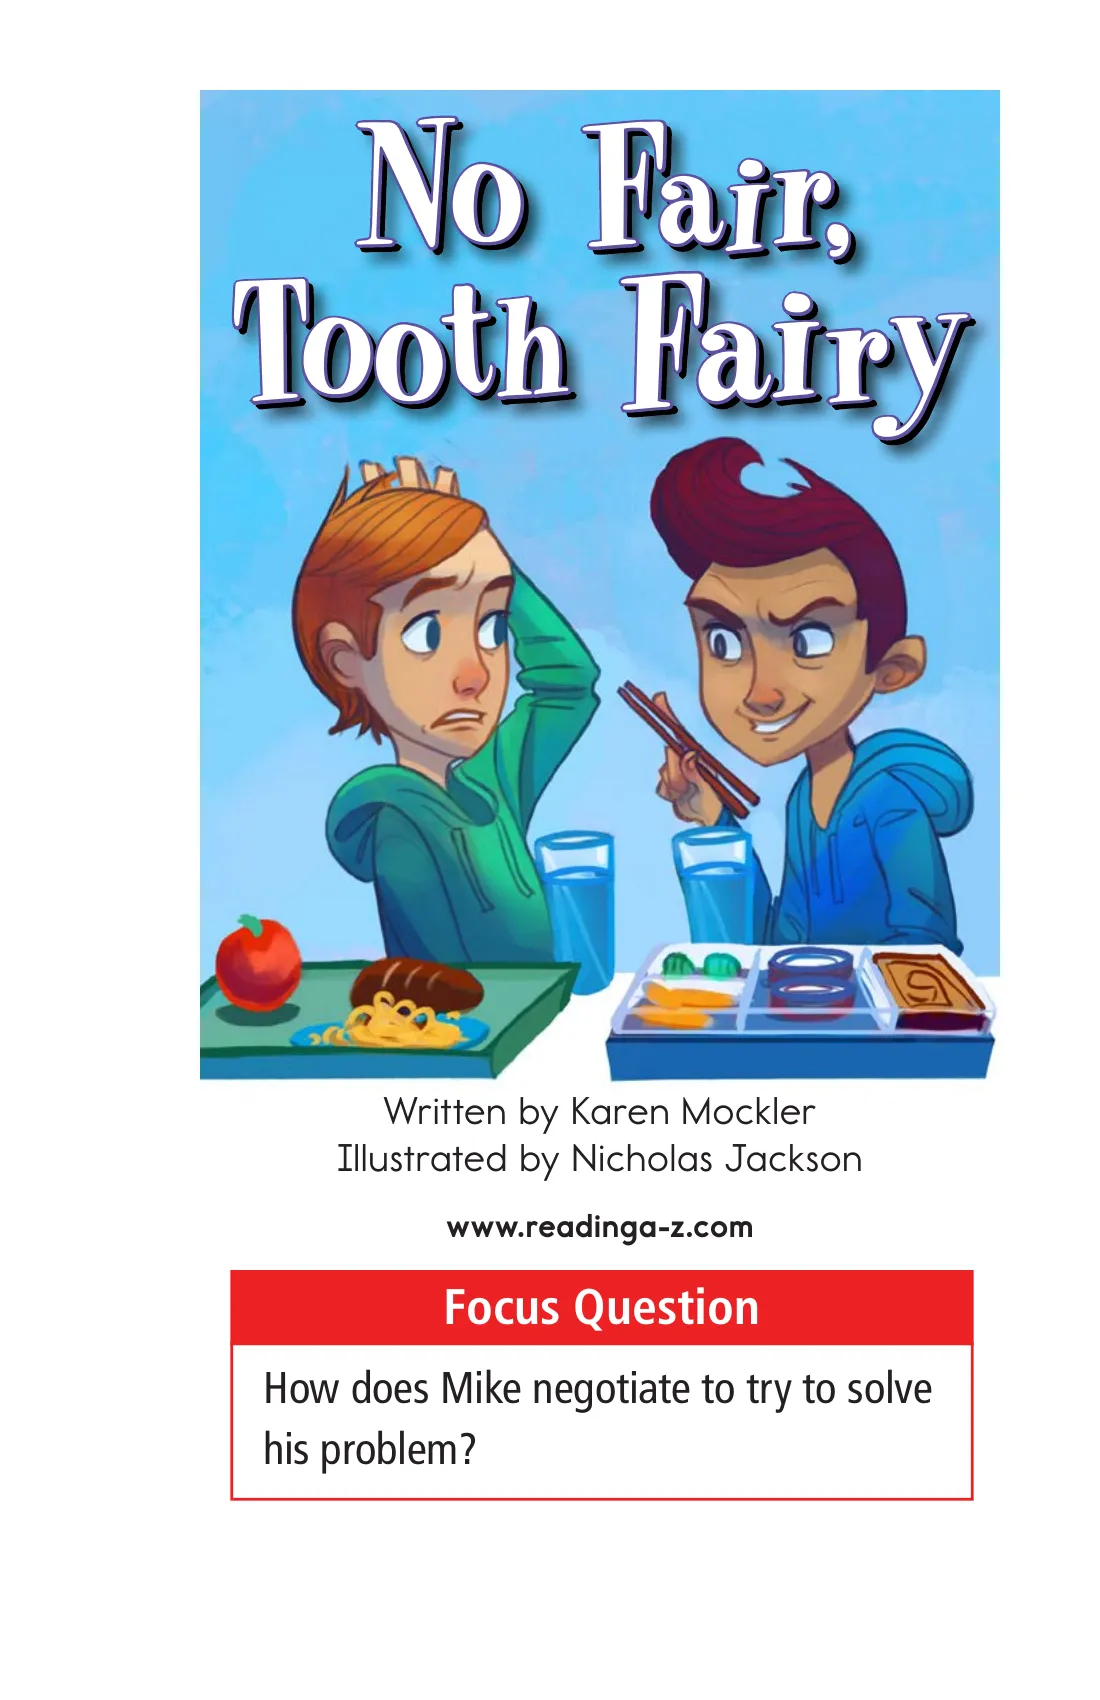 No Fair,
Tooth Fairy
Written by Karen Mockler
Illustrated by Nicholas Jackson
www.readinga-z.com
Focus Question
How does Mike negotiate to try to solve
his problem?